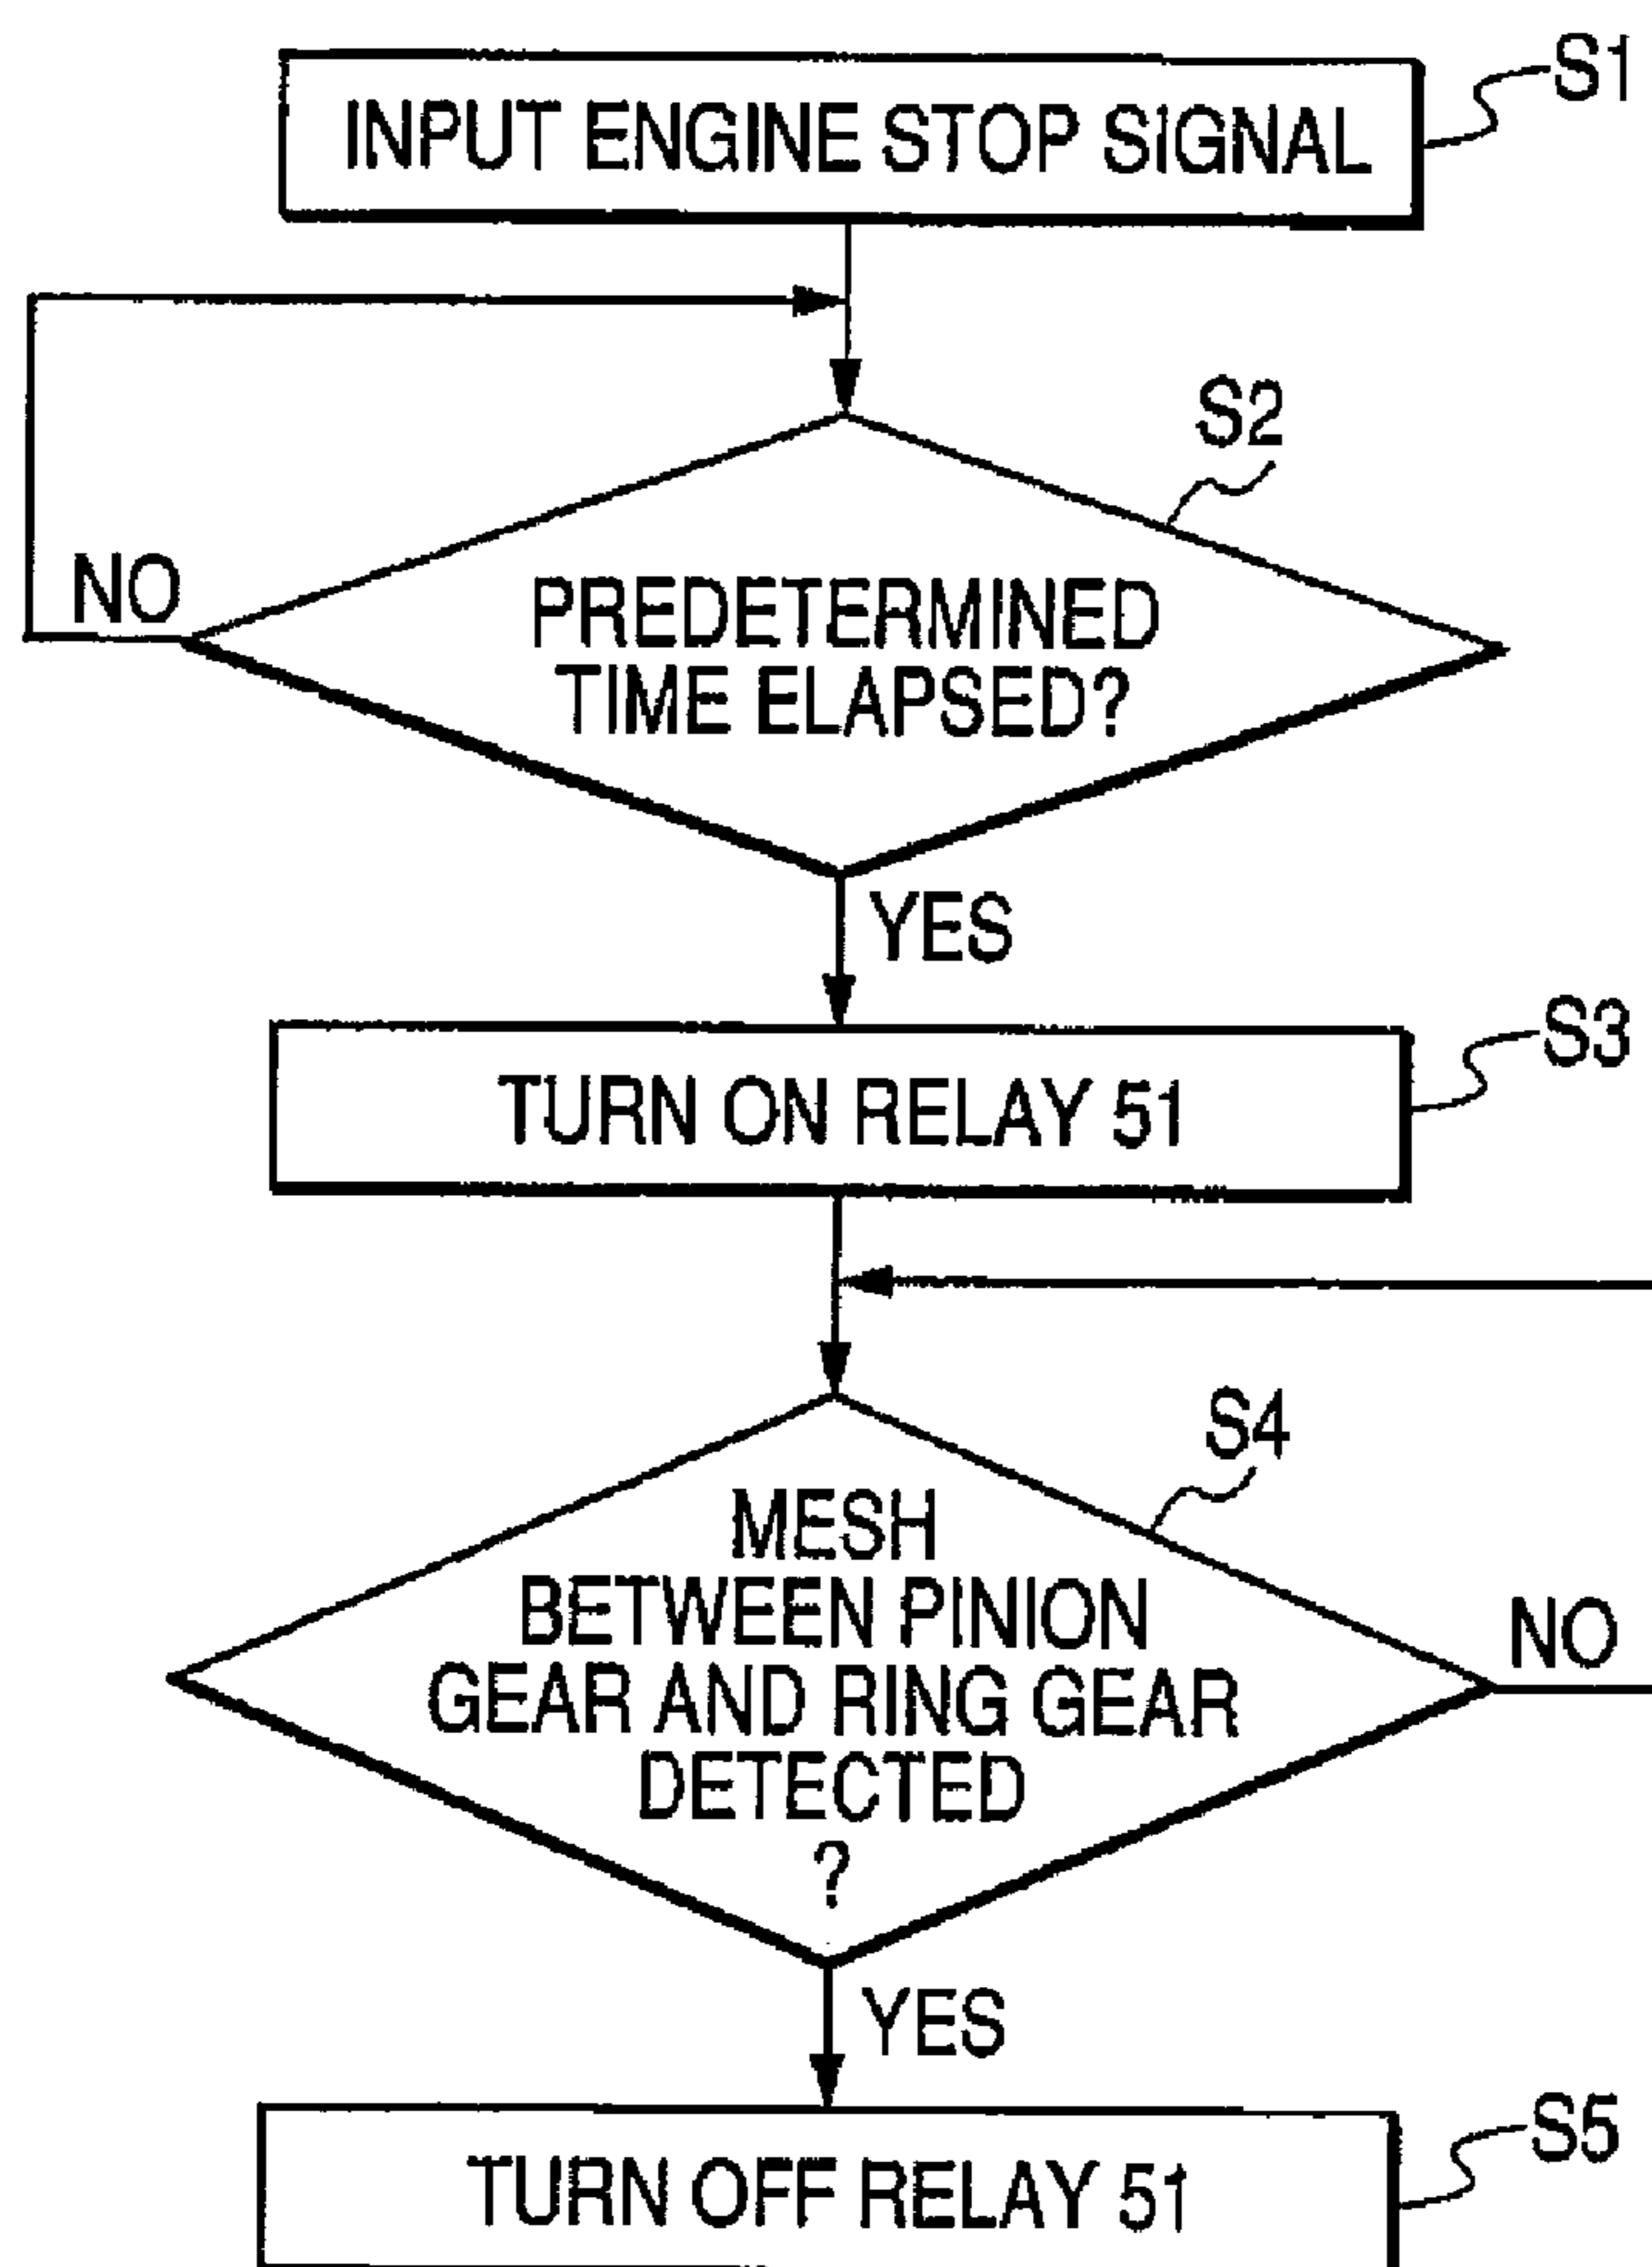 S1
INPUT ENGINE STOP SIGNAL
S2
NO
PREDETERMINED
TIME ELAPSED?
YES
S3
TURN ON RELAY 51
S4
MESH
BETWEEN PINION
GEAR AND RING GEAR
DETECTED
?
NO
YES
S5
TURN OFF RELAY 51